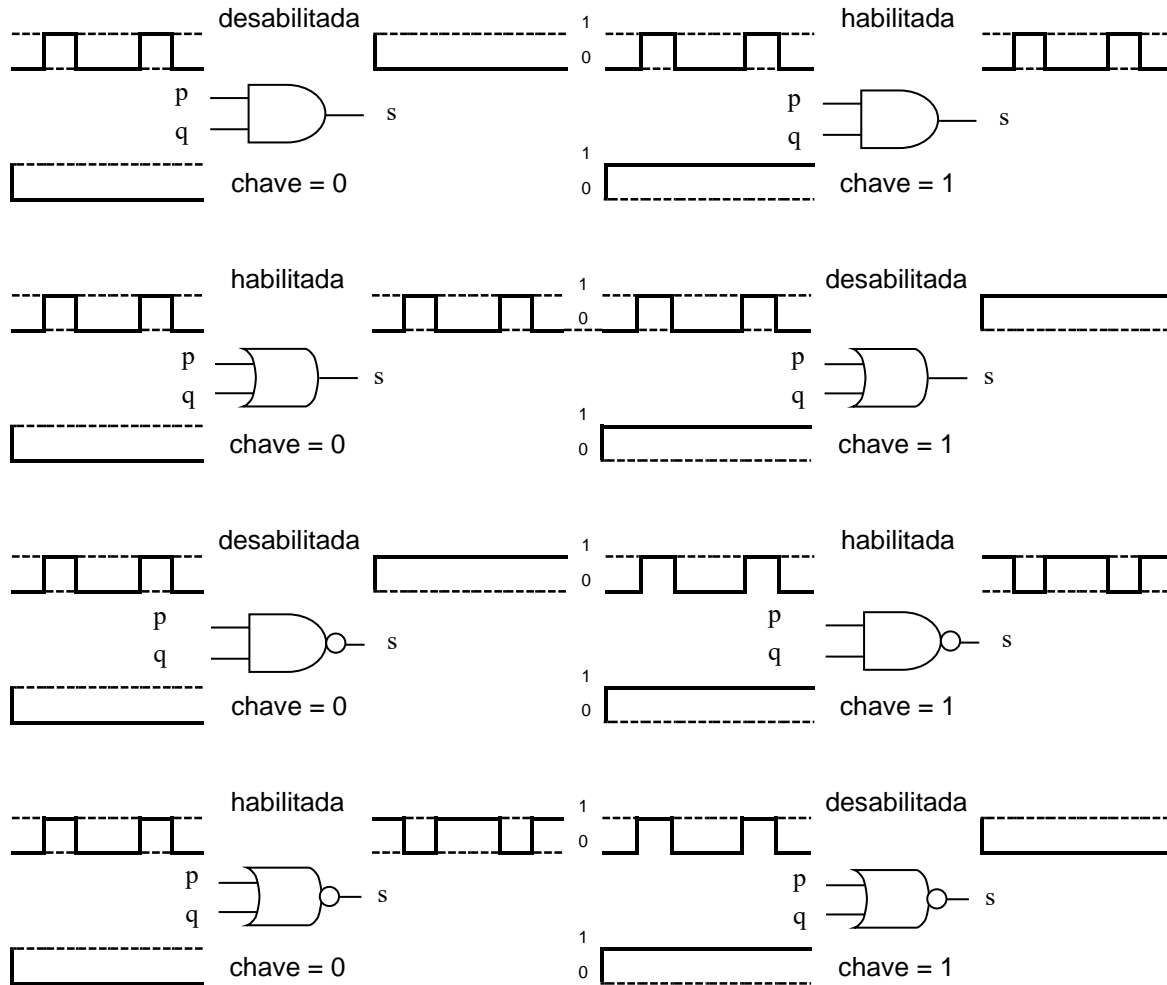 desabilitada 1 habilitada
0
p s p s
q q
1
chave = 0 0 chave = 1
habilitada 1 desabilitada
0
p s p s
q q
1
chave = 0 0 chave = 1
desabilitada 1 habilitada
0
p s p s
q q
1
chave = 0 0 chave = 1
habilitada 1 desabilitada
0
p s p s
q q
1
chave = 0 0 chave = 1